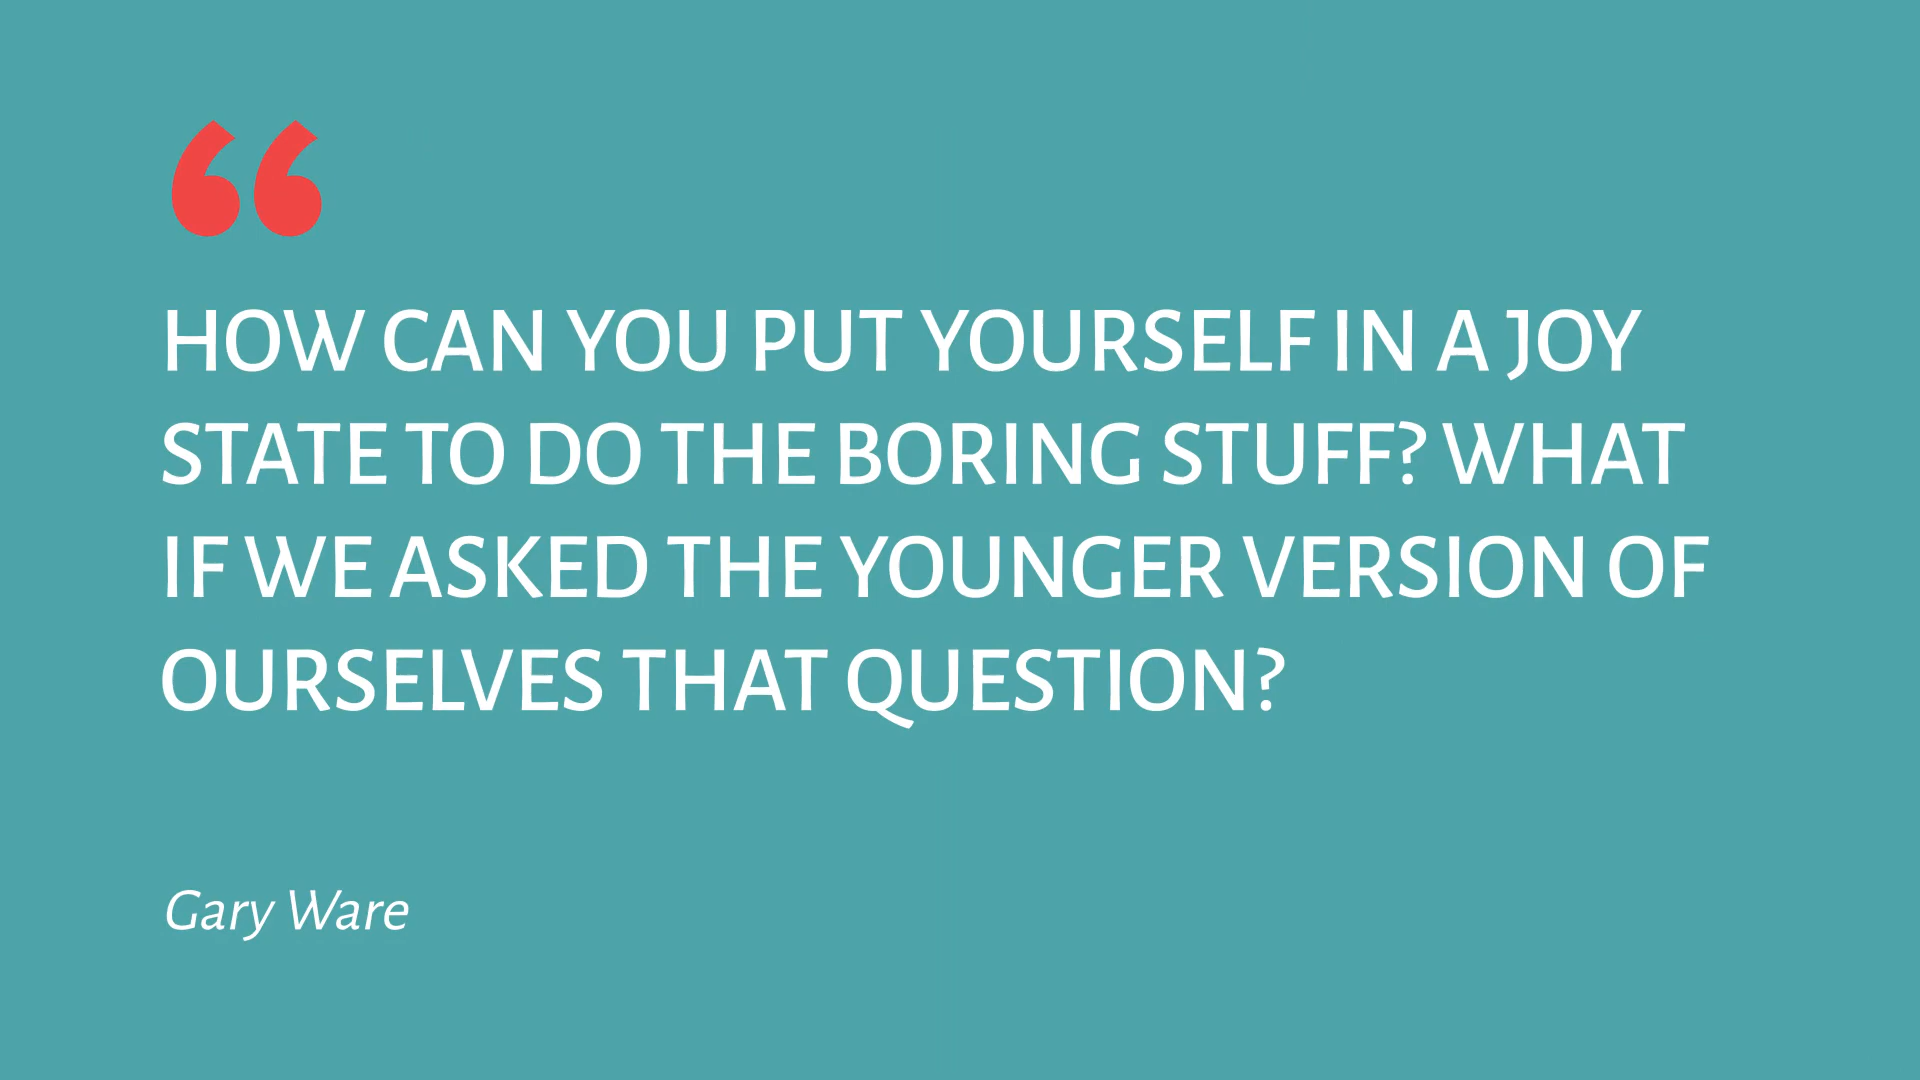 “
HOW CAN YOU PUT YOURSELF IN A JOY
STATE TO DO THE BORING STUFF? WHAT
IF WE ASKED THE YOUNGER VERSION OF
OURSELVES THAT QUESTION?
Gary Ware